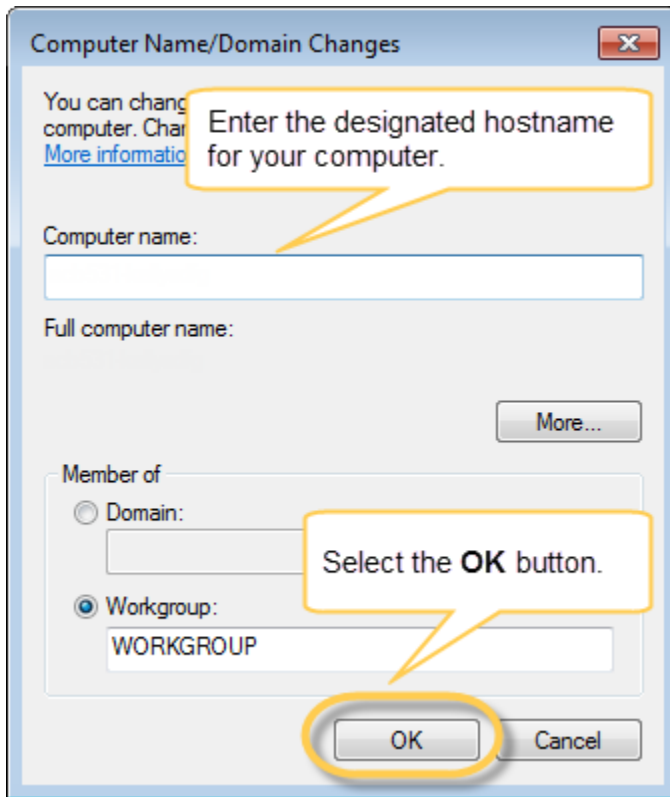 Computer Name/Domain Changes
You can chang
computer. Char
More informatio
Enter the designated hostname
for your computer.
Computer name:
Full computer name:
More...
Member of
Domain:
Select the OK button.
Workgroup:
WORKGROUP
OK
Cancel